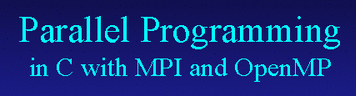 Parallel Programming
in C with MPI and OpenMP